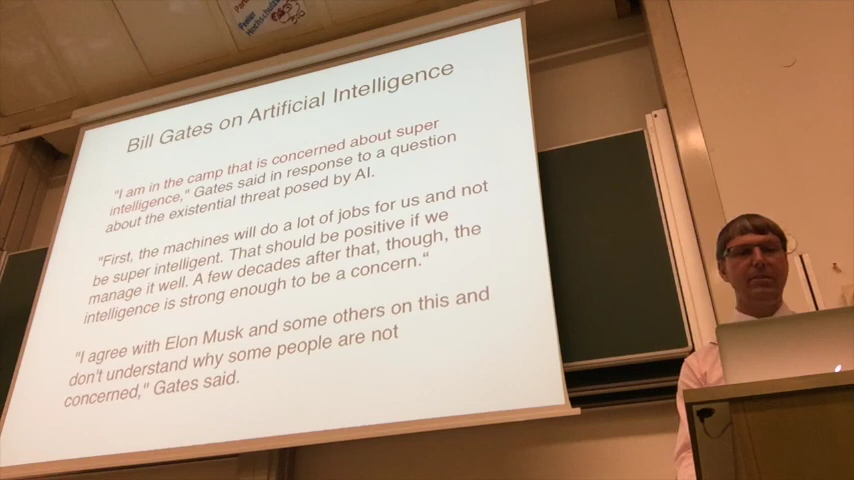 Bill Gates on Artificial Intelligence
"I am in the camp that is concerned about super
intelligence," Gates said in response to a question
about the existential threat posed by AI.
"First, the machines will do a lot of jobs for us and not
be super intelligent. That should be positive if we
manage it well. A few decades after that, though, the
intelligence is strong enough to be a concern."
"I agree with Elon Musk and some others on this and
don't understand why some people are not
concerned," Gates said.